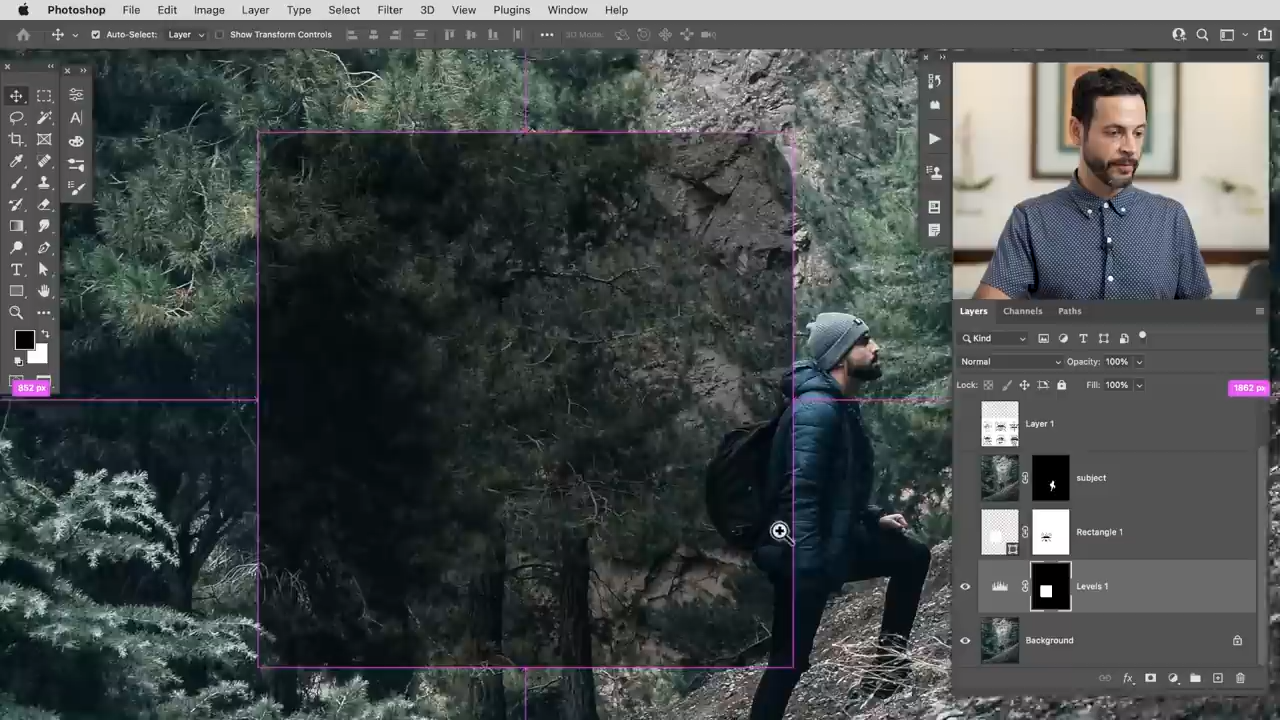 Photoshop File Edit Image Layer Type Select Filter 3D View Plugins Window Help
Auto-Select: Layer Show Transform Controls 3D Mode:
852 px
1862 px
Layers Channels Paths
Kind
Normal Opacity: 100%
Lock: Fill: 100%
Layer 1
subject
Rectangle 1
Levels 1
Background